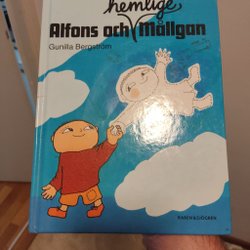 hemlige
Alfons och Mållgan
Gunilla Bergström
RABÉN&SJÖGREN